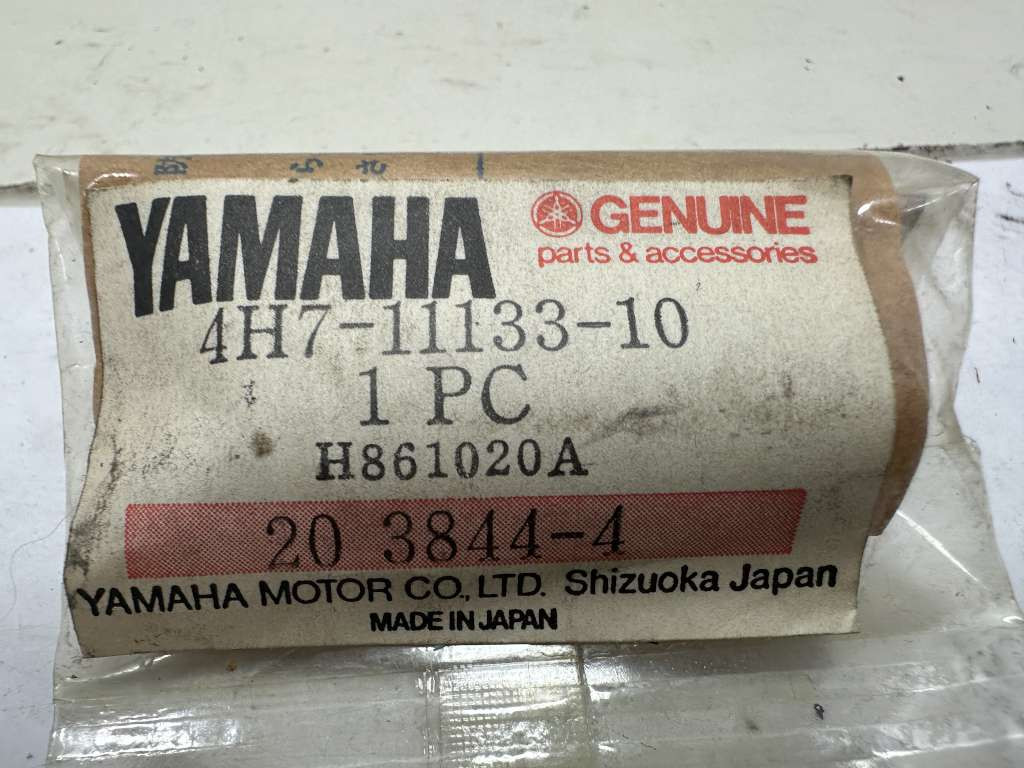 YAMAHA
GENUINE
parts & accessories
4H7-11133-10
1 PC
H861020A
20 3844-4
YAMAHA MOTOR CO., LTD. Shizuoka Japan
MADE IN JAPAN